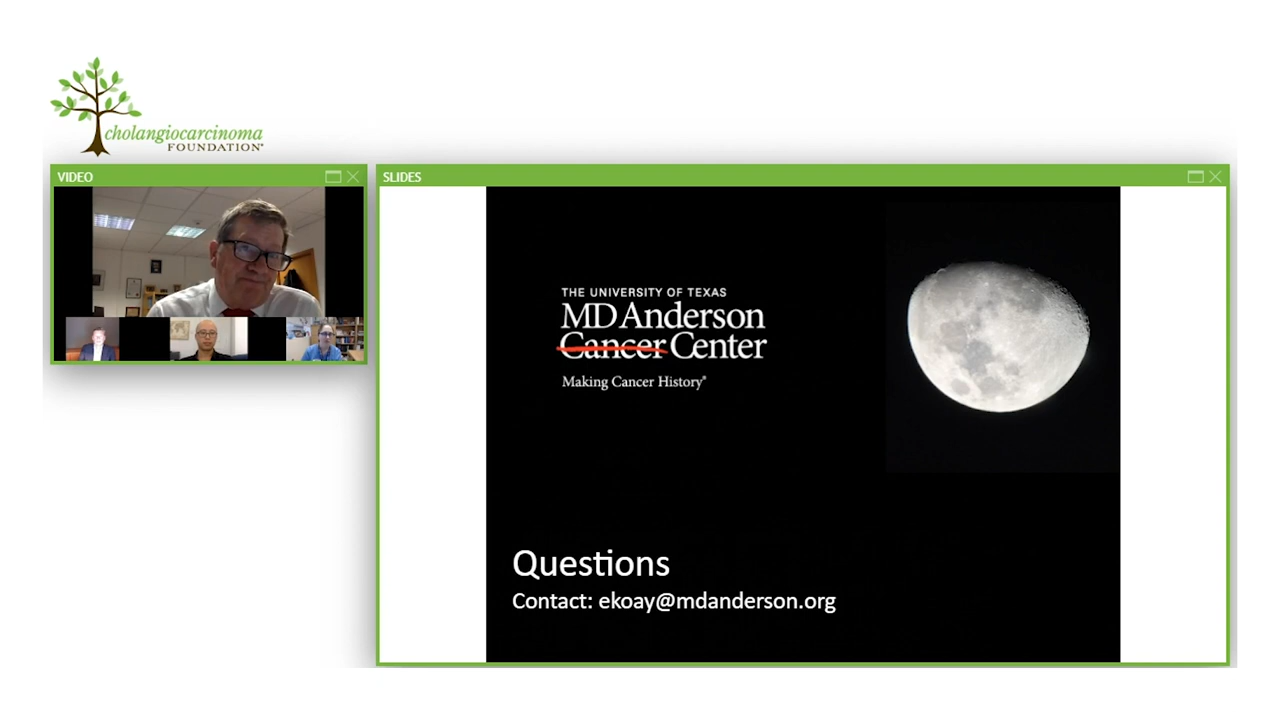 cholangiocarcinoma
FOUNDATION®
VIDEO
SLIDES
THE UNIVERSITY OF TEXAS
MD Anderson
Cancer Center
Making Cancer History®
Questions
Contact: ekoay@mdanderson.org